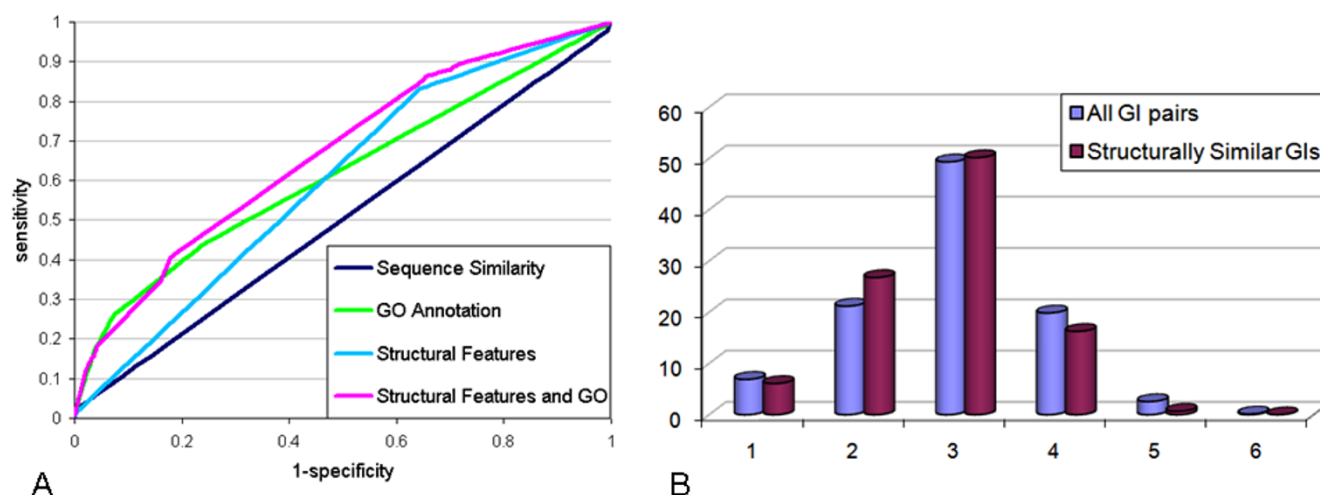 1
0.9
0.8
0.7
0.6
0.5
0.4
0.3
0.2
0.1
0
sensitivity
Sequence Similarity
GO Annotation
Structural Features
Structural Features and GO
0 0.2 0.4 0.6 0.8 1
1-specificity
A
60
50
40
30
20
10
0
All GI pairs
Structurally Similar GIs
1 2 3 4 5 6
B